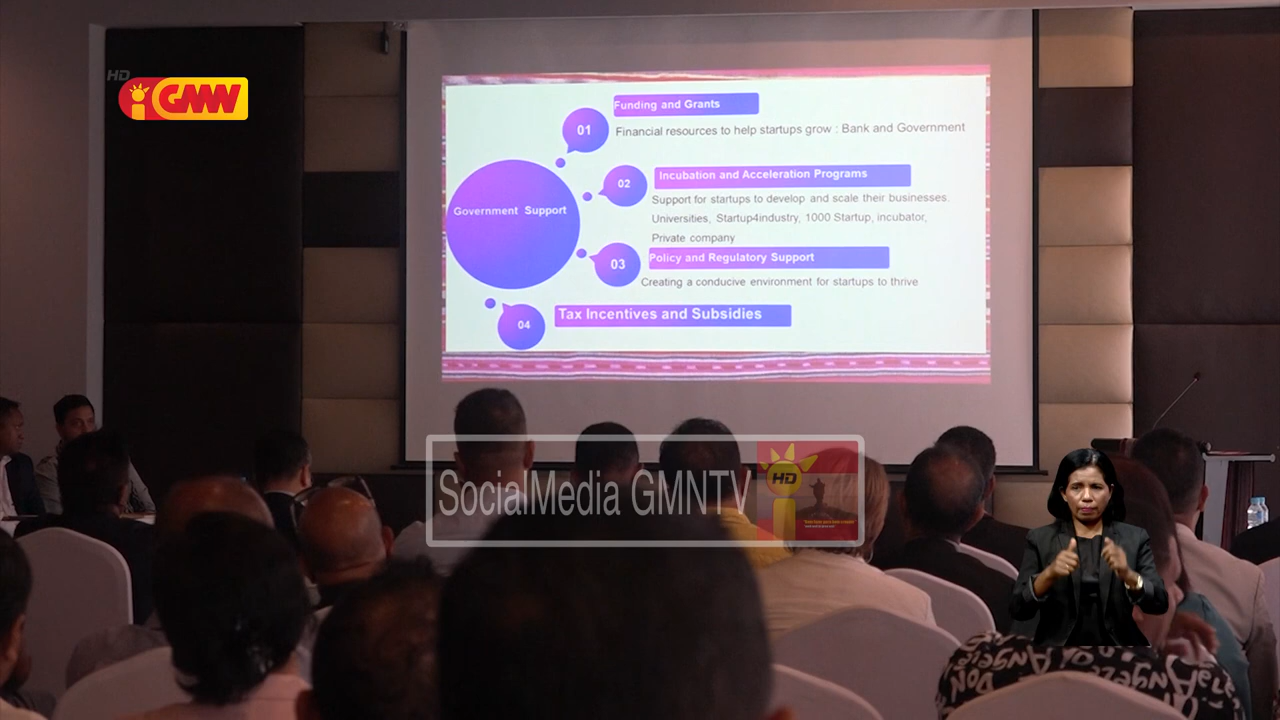 HD
GMN
Funding and Grants
01
Financial resources to help startups grow : Bank and Government
02
Incubation and Acceleration Programs
Support for startups to develop and scale their businesses.
Universities, Startup4industry, 1000 Startup, incubator,
Private company
Government Support
03
Policy and Regulatory Support
Creating a conducive environment for startups to thrive
04
Tax Incentives and Subsidies
SocialMedia GMNTV
HD